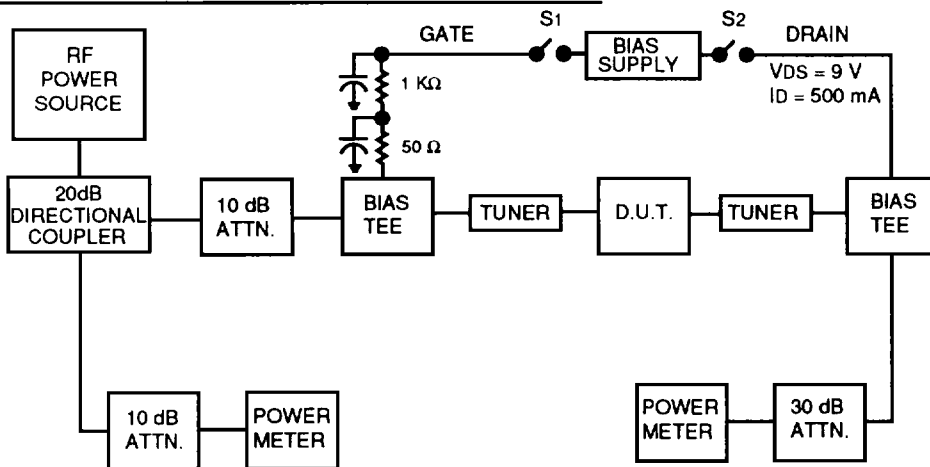 RF
POWER
SOURCE
GATE
S1
BIAS
SUPPLY
S2
DRAIN
VDS = 9 V
ID = 500 mA
1 KΩ
50 Ω
20dB
DIRECTIONAL
COUPLER
10 dB
ATTN.
BIAS
TEE
TUNER
D.U.T.
TUNER
BIAS
TEE
10 dB
ATTN.
POWER
METER
POWER
METER
30 dB
ATTN.